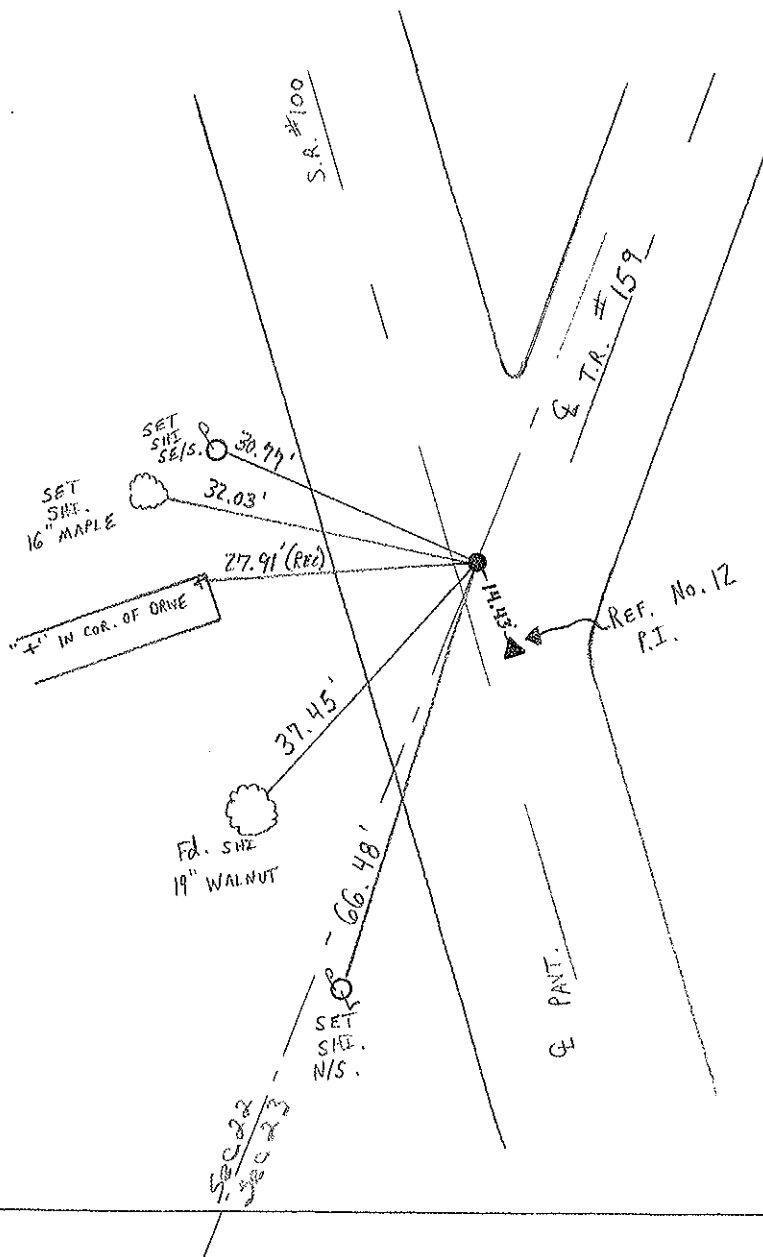 S.R. #100
℄ T.R. #159
SET
SHI
SE/S.
30.77'
SET
SHI.
16" MAPLE
32.03'
27.91' (REC)
"+" IN COR. OF DRIVE
14.43'
REF. No. 12
P.I.
37.45'
Fd. SHI
19" WALNUT
66.48'
SET
SHI.
N/S.
℄ PAVT.
SEC 22
SEC 23